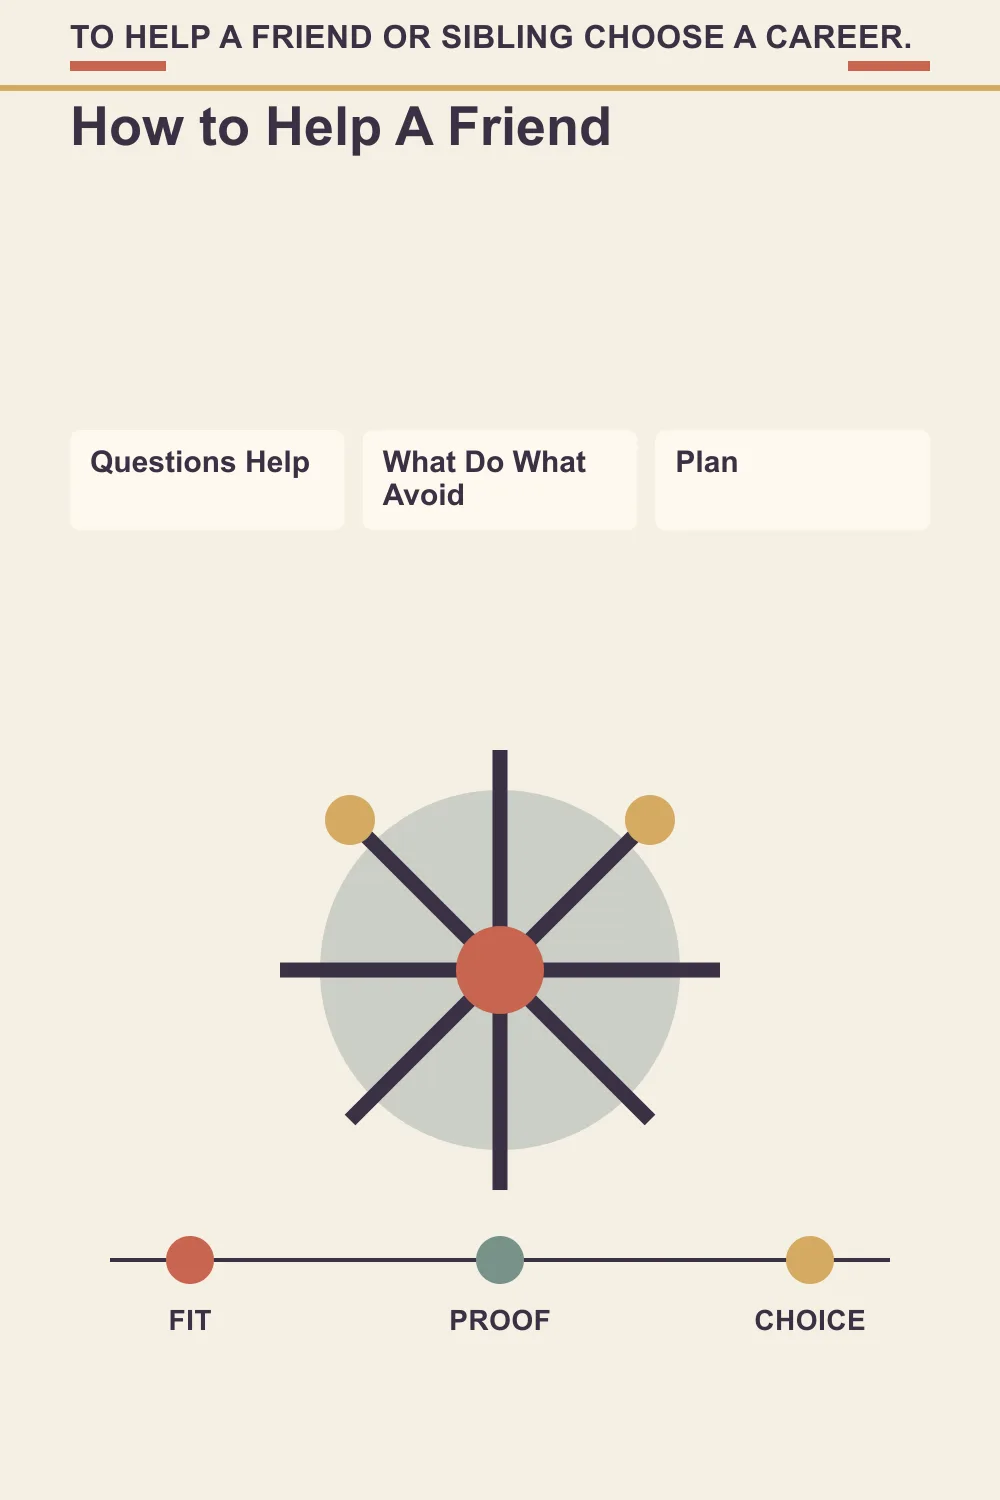 TO HELP A FRIEND OR SIBLING CHOOSE A CAREER.
How to Help A Friend
Questions Help
What Do What
Avoid
Plan
FIT
PROOF
CHOICE